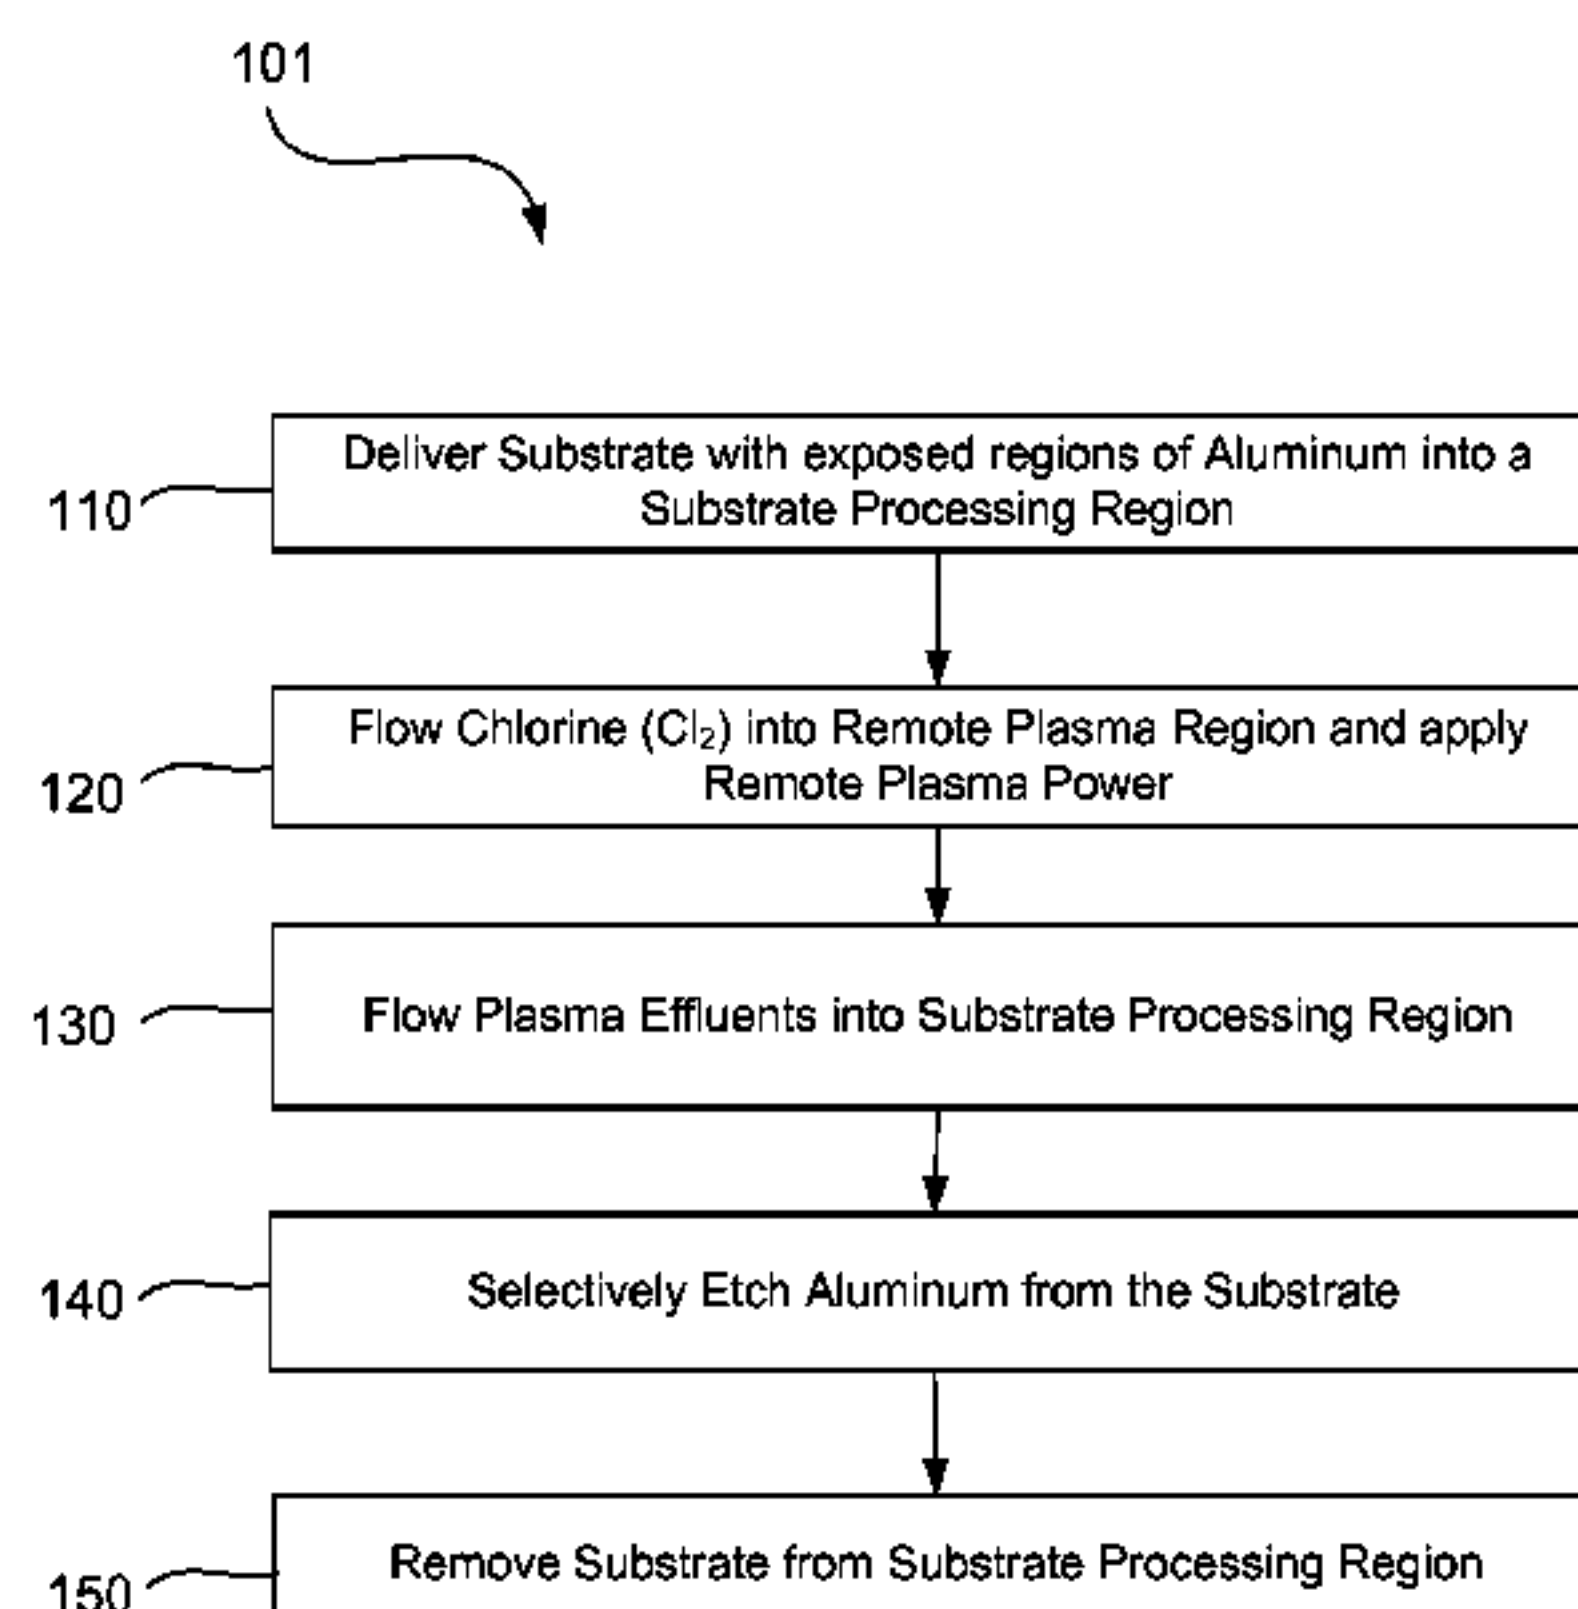 101
110
Deliver Substrate with exposed regions of Aluminum into a
Substrate Processing Region
120
Flow Chlorine (Cl₂) into Remote Plasma Region and apply
Remote Plasma Power
130
Flow Plasma Effluents into Substrate Processing Region
140
Selectively Etch Aluminum from the Substrate
150
Remove Substrate from Substrate Processing Region